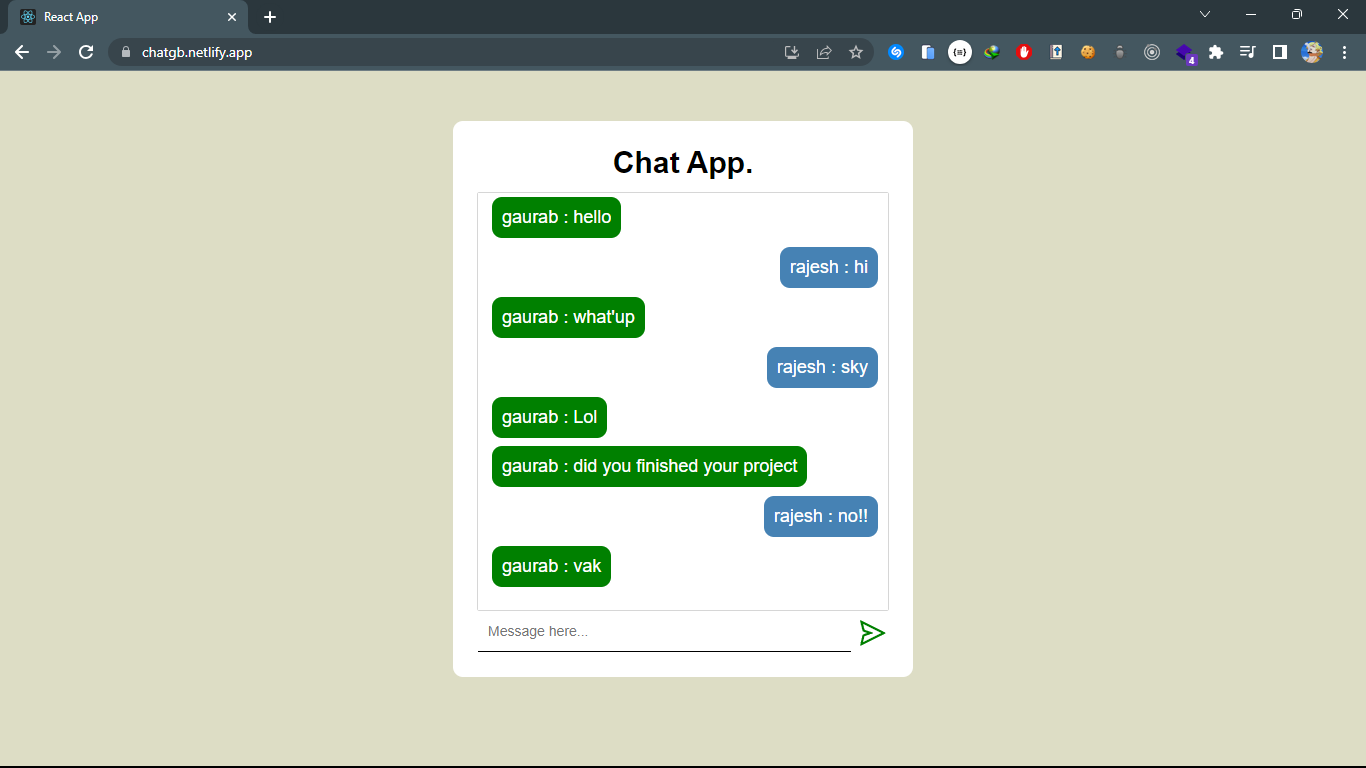 React App
chatgb.netlify.app
4
Chat App.
gaurab : hello
rajesh : hi
gaurab : what'up
rajesh : sky
gaurab : Lol
gaurab : did you finished your project
rajesh : no!!
gaurab : vak
Message here...